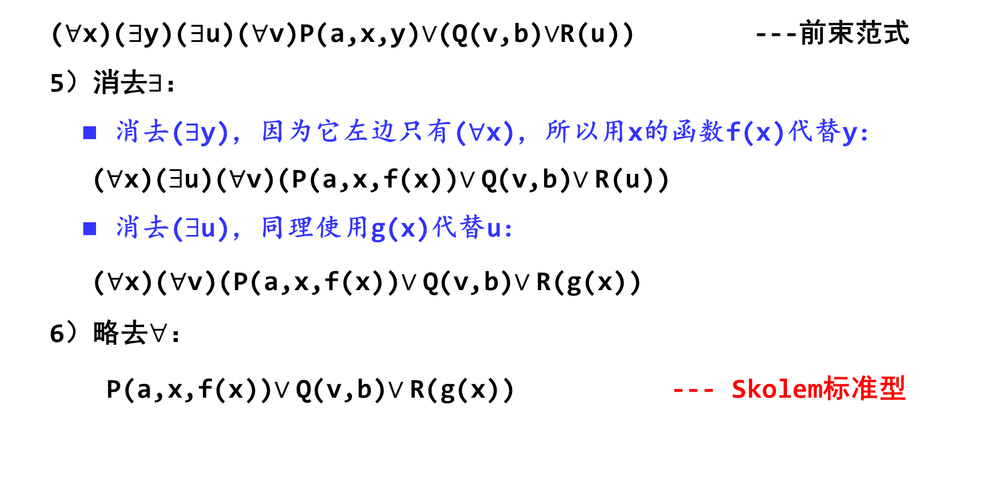 (∀x)(∃y)(∃u)(∀v)P(a,x,y)∨(Q(v,b)∨R(u)) ---前束范式
5）消去∃:
■ 消去(∃y), 因为它左边只有(∀x), 所以用x的函数f(x)代替y:
(∀x)(∃u)(∀v)(P(a,x,f(x))∨Q(v,b)∨R(u))
■ 消去(∃u), 同理使用g(x)代替u:
(∀x)(∀v)(P(a,x,f(x))∨Q(v,b)∨R(g(x))
6）略去∀:
P(a,x,f(x))∨Q(v,b)∨R(g(x)) --- Skolem标准型